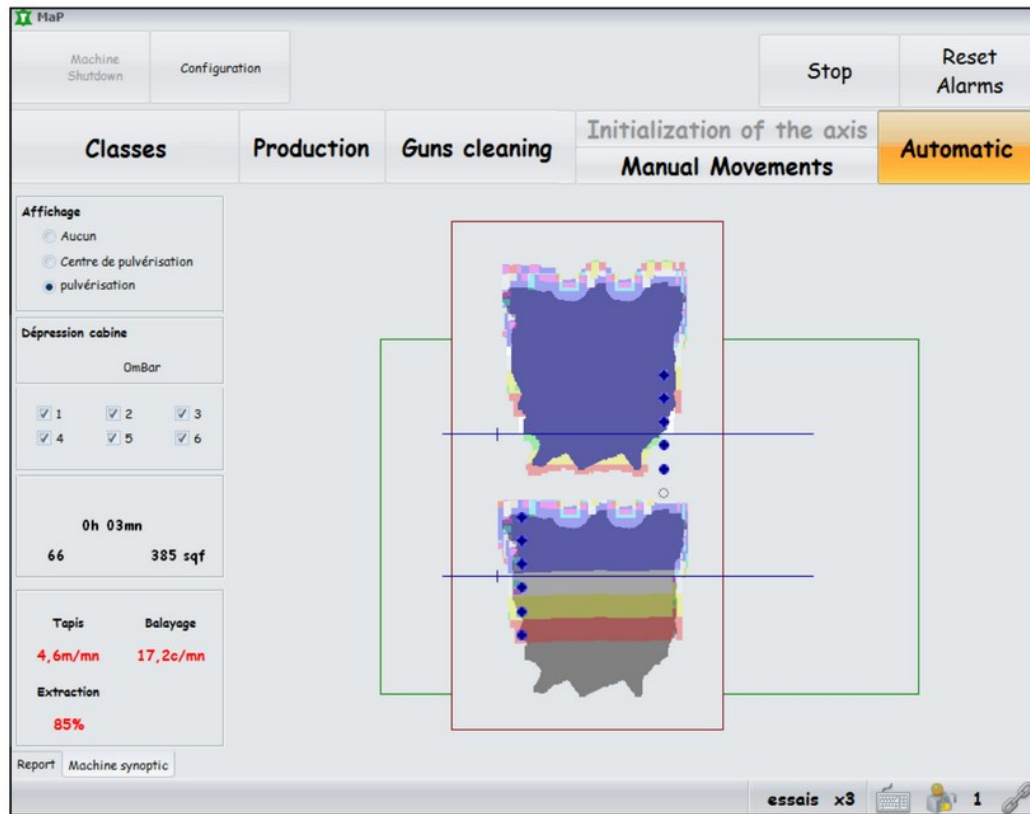 MaP
Machine
Shutdown
Configuration
Stop
Reset
Alarms
Classes
Production
Guns cleaning
Initialization of the axis
Manual Movements
Automatic
Affichage
Aucun
Centre de pulvérisation
pulvérisation
Dépression cabine
0mBar
1 2 3
4 5 6
0h 03mn
66 385 sqf
Tapis Balayage
4,6m/mn 17,2c/mn
Extraction
85%
Report Machine synoptic
essais x3 1